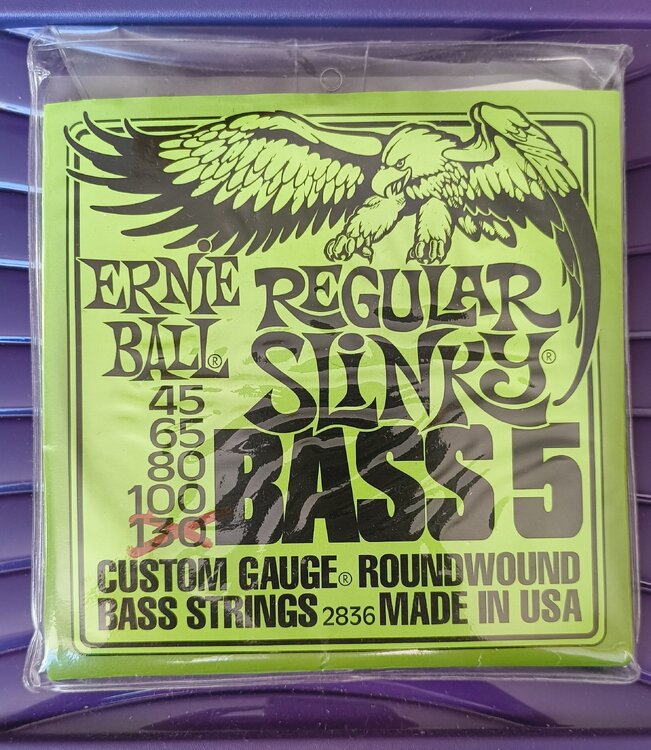 ERNIE BALL®
REGULAR SLINKY®
45
65
80
100
130
BASS 5
CUSTOM GAUGE® ROUNDWOUND
BASS STRINGS 2836 MADE IN USA